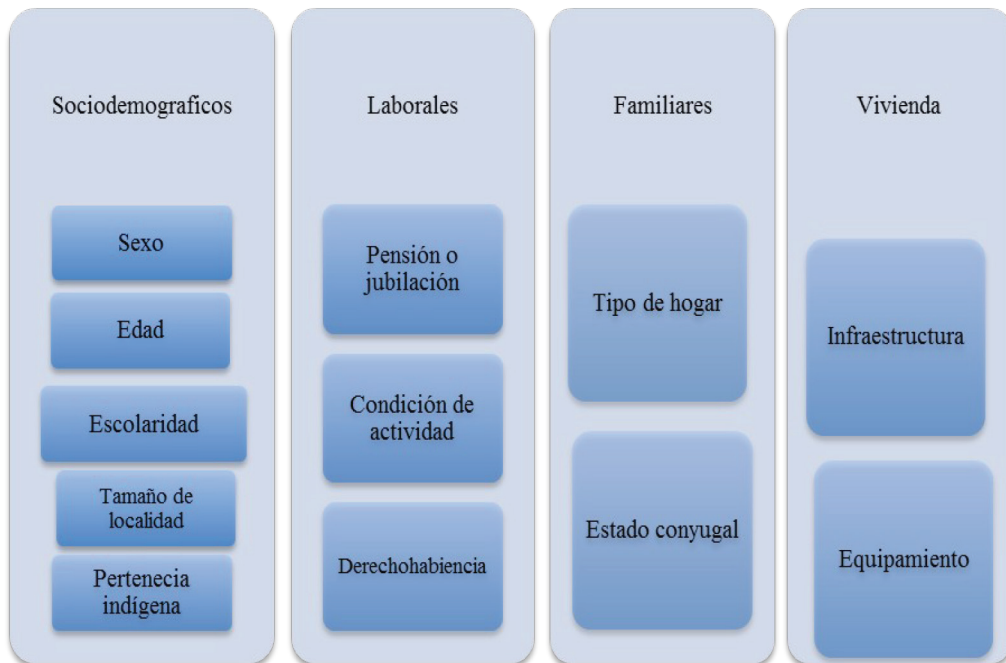 Sociodemograficos
Sexo
Edad
Escolaridad
Tamaño de
localidad
Pertenecia
indígena
Laborales
Pensión o
jubilación
Condición de
actividad
Derechohabiencia
Familiares
Tipo de hogar
Estado conyugal
Vivienda
Infraestructura
Equipamiento